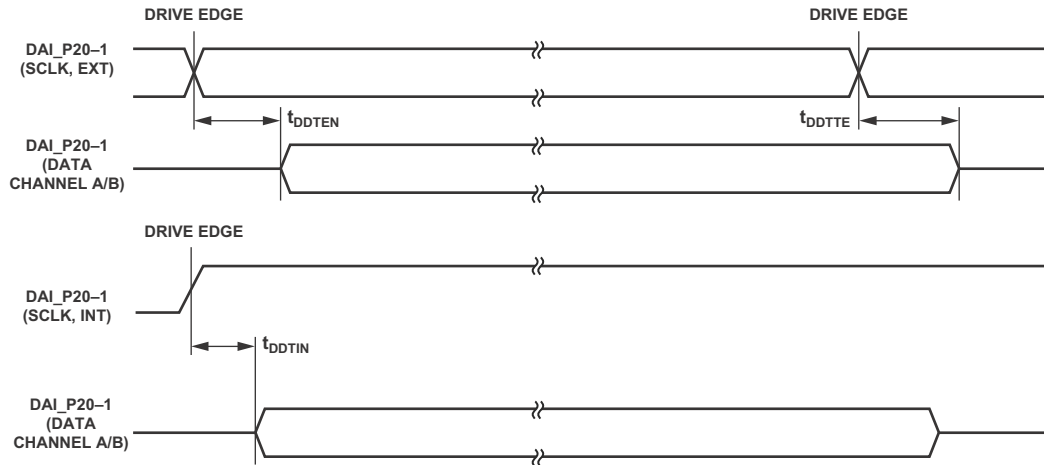 DRIVE EDGE
DRIVE EDGE
DAI_P20–1
(SCLK, EXT)
tDDTEN
tDDTTE
DAI_P20–1
(DATA
CHANNEL A/B)
DRIVE EDGE
DAI_P20–1
(SCLK, INT)
tDDTIN
DAI_P20–1
(DATA
CHANNEL A/B)